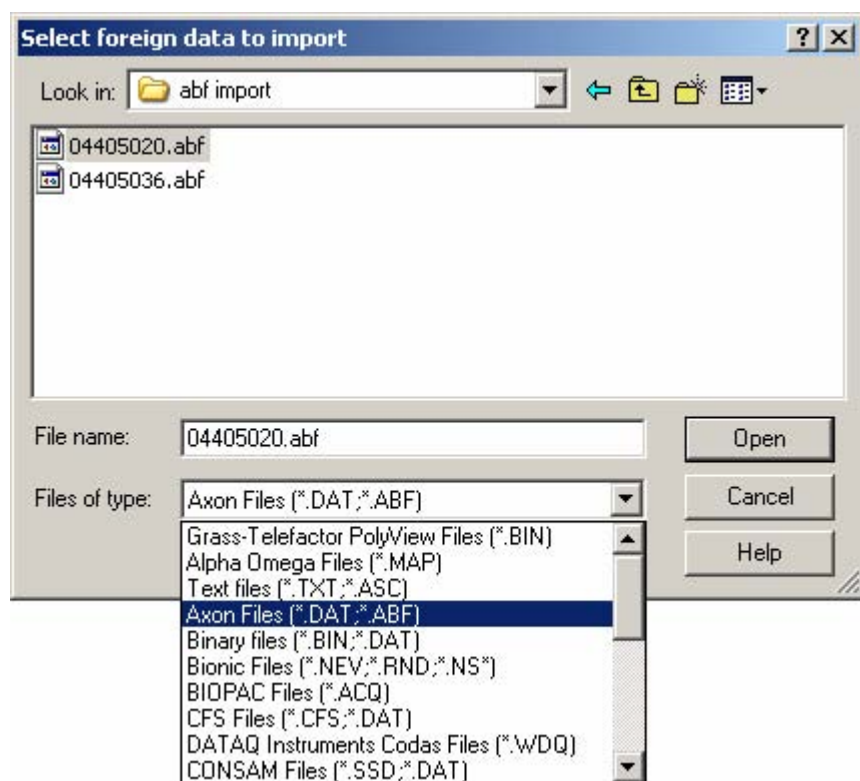 Select foreign data to import
Look in: abf import
04405020.abf
04405036.abf
File name: 04405020.abf Open
Files of type: Axon Files (*.DAT;*.ABF) Cancel
Help
Grass-Telefactor PolyView Files (*.BIN)
Alpha Omega Files (*.MAP)
Text files (*.TXT;*.ASC)
Axon Files (*.DAT;*.ABF)
Binary files (*.BIN;*.DAT)
Bionic Files (*.NEV;*.RND;*.NS*)
BIOPAC Files (*.ACQ)
CFS Files (*.CFS;*.DAT)
DATAQ Instruments Codas Files (*.WDQ)
CONSAM Files (*.SSD;*.DAT)